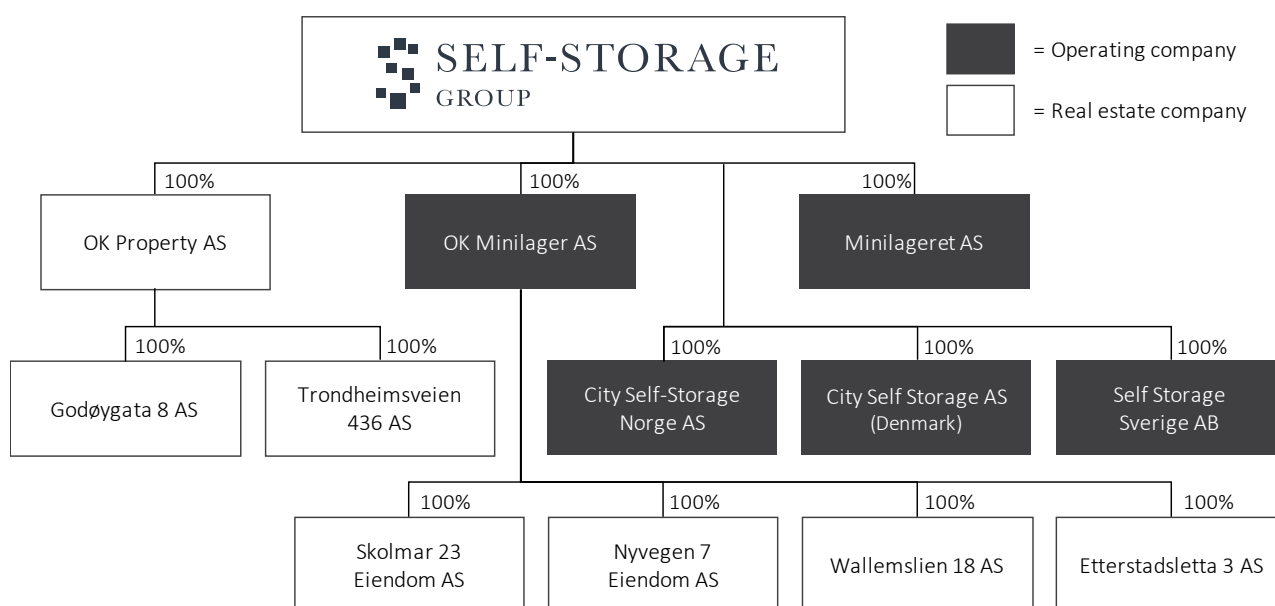 SELF-STORAGE
GROUP
= Operating company
= Real estate company
100%
100%
100%
OK Property AS
OK Minilager AS
Minilageret AS
100%
100%
100%
100%
100%
Godøygata 8 AS
Trondheimsveien
436 AS
City Self-Storage
Norge AS
City Self Storage AS
(Denmark)
Self Storage
Sverige AB
100%
100%
100%
100%
Skolmar 23
Eiendom AS
Nyvegen 7
Eiendom AS
Wallemslien 18 AS
Etterstadsletta 3 AS